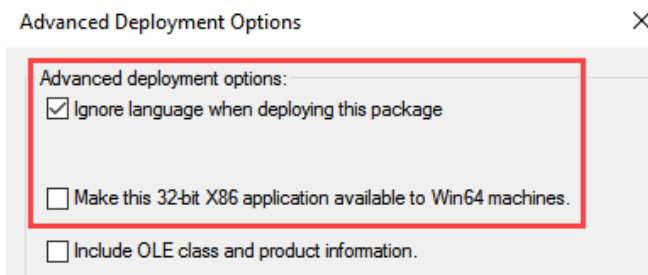 Advanced Deployment Options
Advanced deployment options:
Ignore language when deploying this package
Make this 32-bit X86 application available to Win64 machines.
Include OLE class and product information.